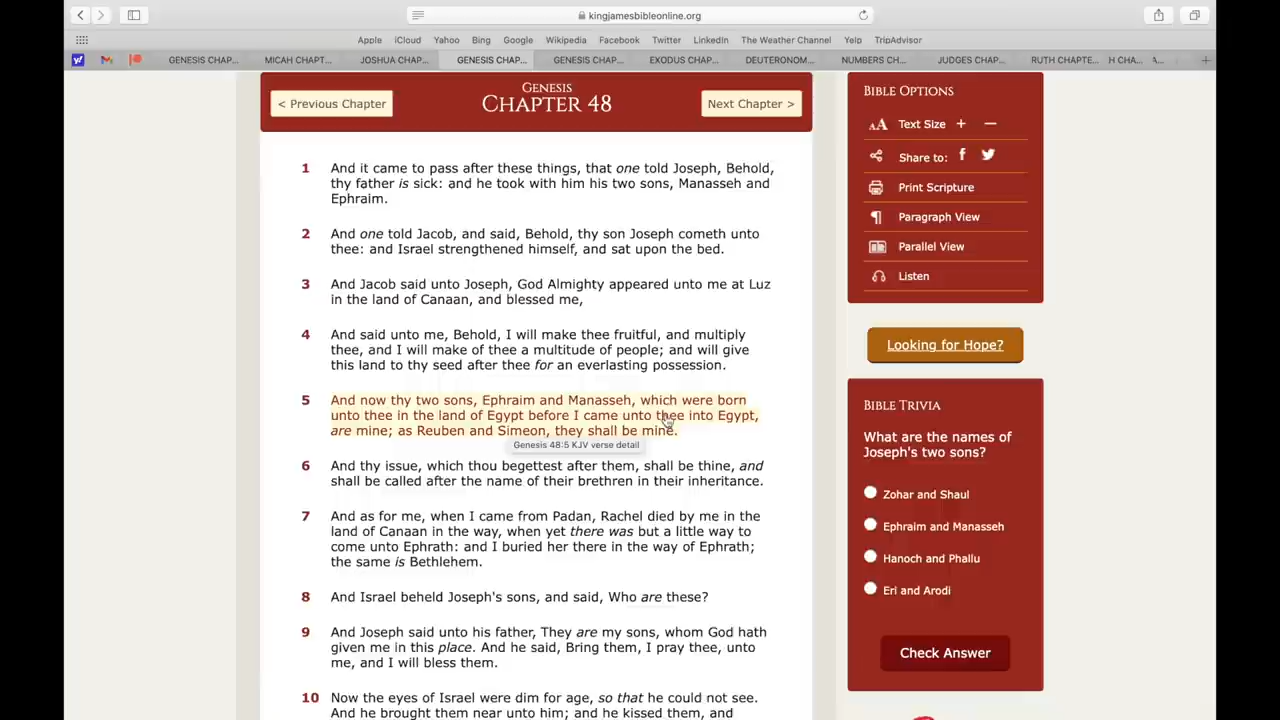 kingjamesbibleonline.org
Apple iCloud Yahoo Bing Google Wikipedia Facebook Twitter LinkedIn The Weather Channel Yelp TripAdvisor
GENESIS CHAP... MICAH CHAPT... JOSHUA CHAP... GENESIS CHAP... GENESIS CHAP... EXODUS CHAP... DEUTERONOM... NUMBERS CH... JUDGES CHAP... RUTH CHAPTE... H CHA...
GENESIS
< Previous Chapter CHAPTER 48 Next Chapter >
1 And it came to pass after these things, that one told Joseph, Behold,
thy father is sick: and he took with him his two sons, Manasseh and
Ephraim.
2 And one told Jacob, and said, Behold, thy son Joseph cometh unto
thee: and Israel strengthened himself, and sat upon the bed.
3 And Jacob said unto Joseph, God Almighty appeared unto me at Luz
in the land of Canaan, and blessed me,
4 And said unto me, Behold, I will make thee fruitful, and multiply
thee, and I will make of thee a multitude of people; and will give
this land to thy seed after thee for an everlasting possession.
5 And now thy two sons, Ephraim and Manasseh, which were born
unto thee in the land of Egypt before I came unto thee into Egypt,
are mine; as Reuben and Simeon, they shall be mine.
Genesis 48:5 KJV verse detail
6 And thy issue, which thou begettest after them, shall be thine, and
shall be called after the name of their brethren in their inheritance.
7 And as for me, when I came from Padan, Rachel died by me in the
land of Canaan in the way, when yet there was but a little way to
come unto Ephrath: and I buried her there in the way of Ephrath;
the same is Bethlehem.
8 And Israel beheld Joseph's sons, and said, Who are these?
9 And Joseph said unto his father, They are my sons, whom God hath
given me in this place. And he said, Bring them, I pray thee, unto
me, and I will bless them.
10 Now the eyes of Israel were dim for age, so that he could not see.
And he brought them near unto him; and he kissed them, and
BIBLE OPTIONS
AA Text Size + —
Share to:
Print Scripture
Paragraph View
Parallel View
Listen
Looking for Hope?
BIBLE TRIVIA
What are the names of
Joseph's two sons?
Zohar and Shaul
Ephraim and Manasseh
Hanoch and Phallu
Eri and Arodi
Check Answer